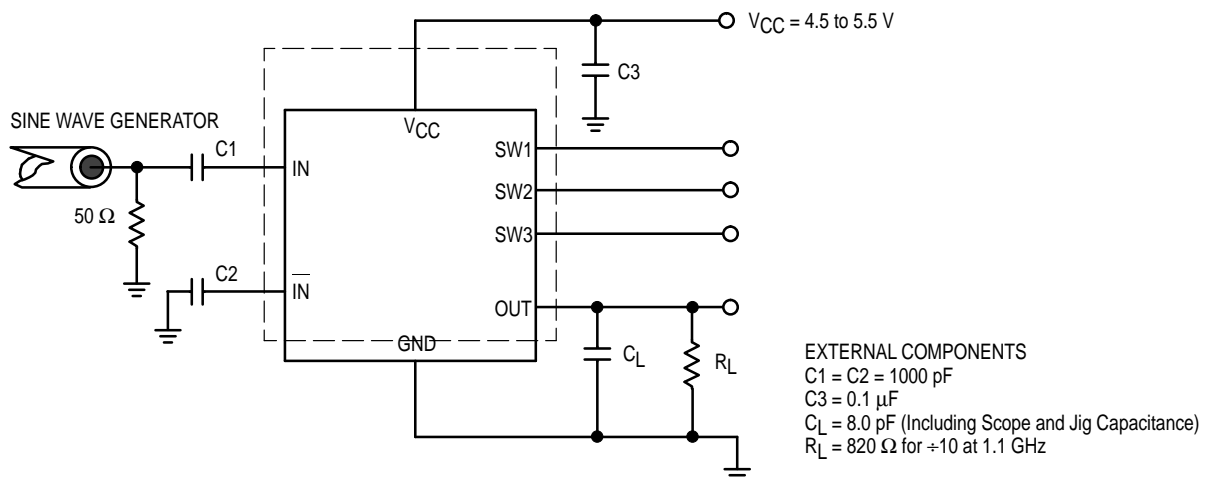 VCC = 4.5 to 5.5 V
C3
SINE WAVE GENERATOR
VCC
C1
IN
SW1
SW2
SW3
50 Ω
C2
IN
OUT
GND
CL
RL
EXTERNAL COMPONENTS
C1 = C2 = 1000 pF
C3 = 0.1 μF
CL = 8.0 pF (Including Scope and Jig Capacitance)
RL = 820 Ω for ÷10 at 1.1 GHz